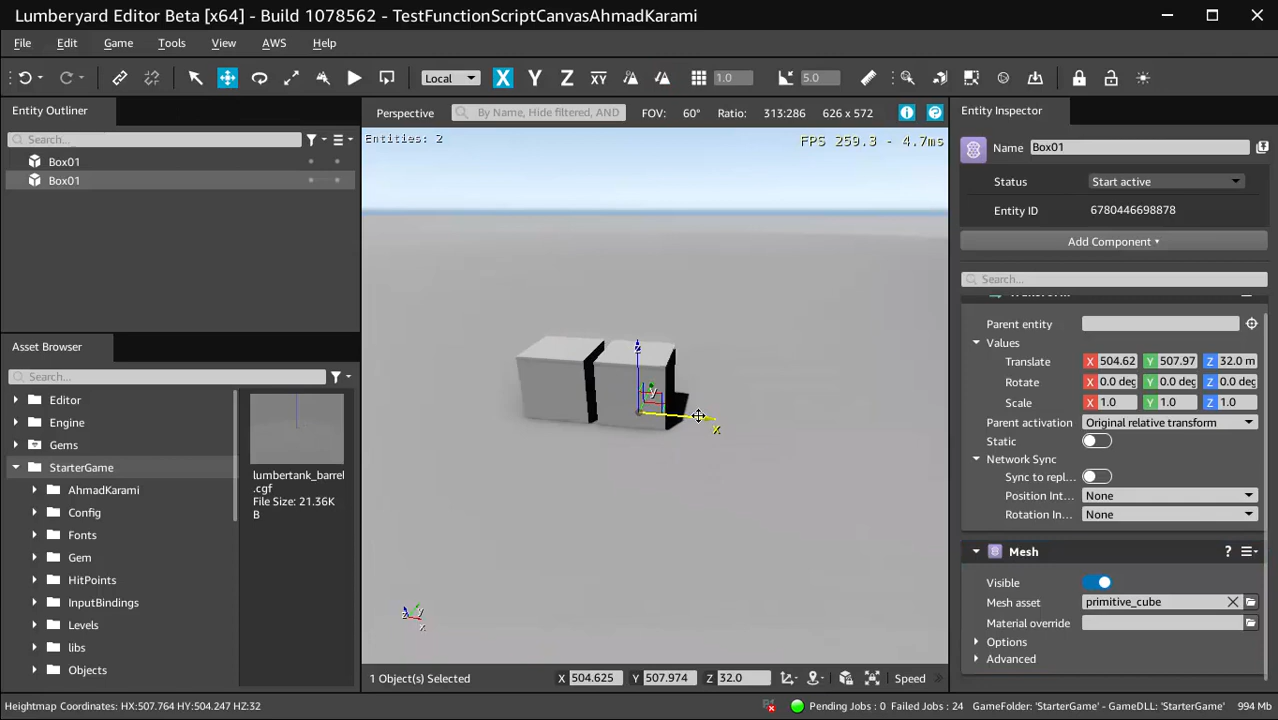 Lumberyard Editor Beta [x64] - Build 1078562 - TestFunctionScriptCanvasAhmadKarami
File Edit Game Tools View AWS Help
Local X Y Z XY 1.0 5.0
Entity Outliner
Search...
Box01
Box01
Asset Browser
Search...
Editor
Engine
Gems
StarterGame
AhmadKarami
Config
Fonts
Gem
HitPoints
InputBindings
Levels
libs
Objects
lumbertank_barrel
.cgf
File Size: 21.36K
B
Perspective By Name, Hide filtered, AND FOV: 60° Ratio: 313:286 626 x 572
Entities: 2 FPS 259.3 - 4.7ms
z
y
x
z y
x
1 Object(s) Selected X 504.625 Y 507.974 Z 32.0 Speed
Entity Inspector
Name Box01
Status Start active
Entity ID 6780446698878
Add Component
Search...
Parent entity
Values
Translate X 504.62 Y 507.97 Z 32.0 m
Rotate X 0.0 deg Y 0.0 deg Z 0.0 deg
Scale X 1.0 Y 1.0 Z 1.0
Parent activation Original relative transform
Static
Network Sync
Sync to repl...
Position Int... None
Rotation In... None
Mesh ?
Visible
Mesh asset primitive_cube
Material override
Options
Advanced
Heightmap Coordinates: HX:507.764 HY:504.247 HZ:32 Pending Jobs : 0 Failed Jobs : 24 GameFolder: 'StarterGame' - GameDLL: 'StarterGame' 994 Mb